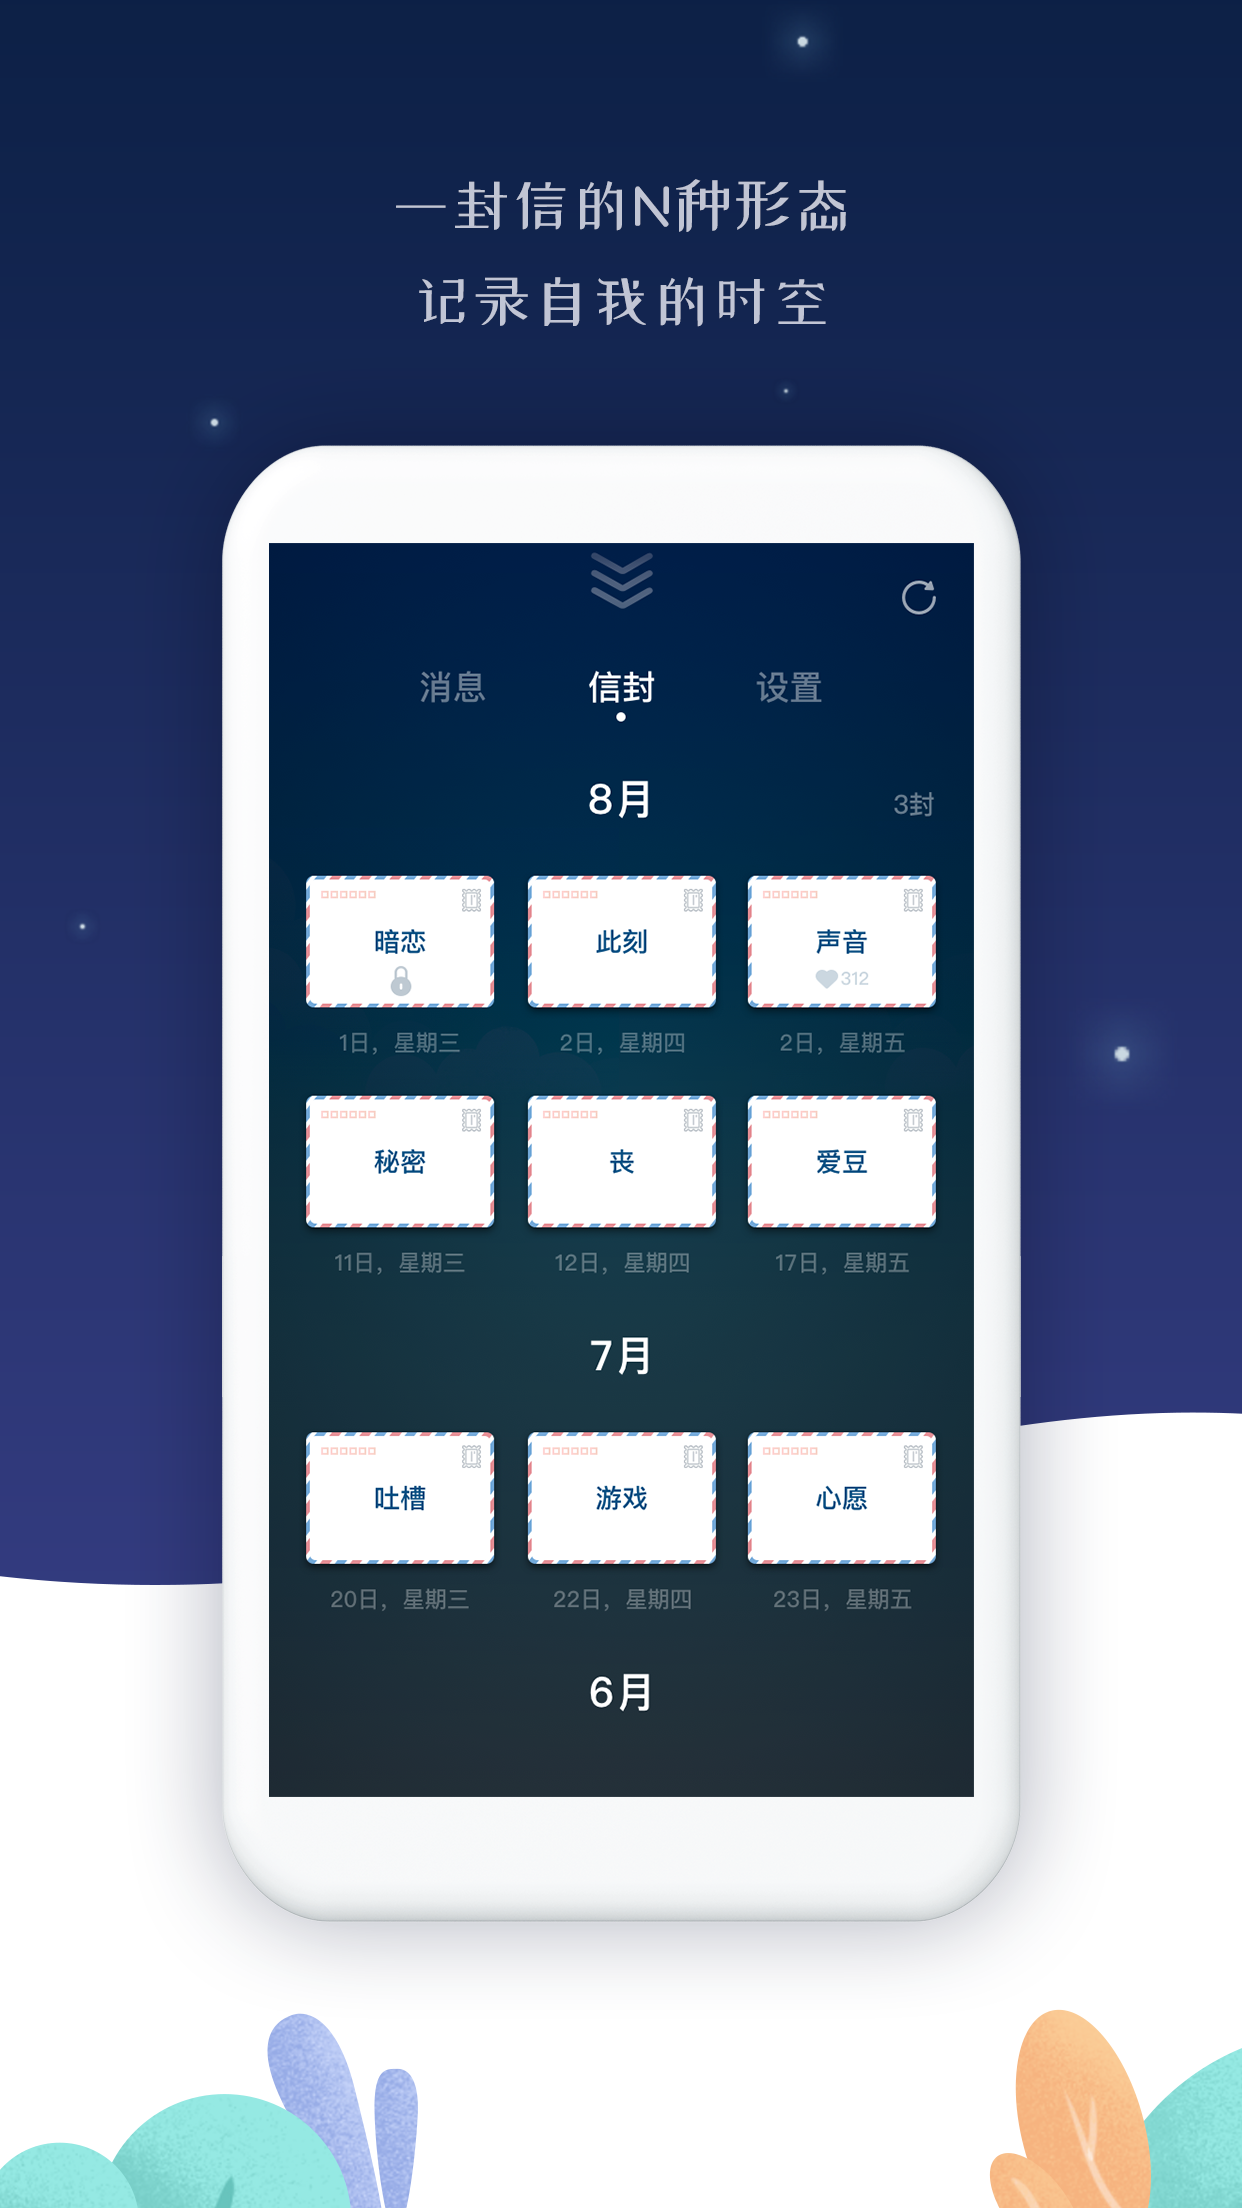 一封信的N种形态
记录自我的时空
消息 信封 设置
8月 3封
暗恋 此刻 声音
312
1日，星期三 2日，星期四 2日，星期五
秘密 丧 爱豆
11日，星期三 12日，星期四 17日，星期五
7月
吐槽 游戏 心愿
20日，星期三 22日，星期四 23日，星期五
6月